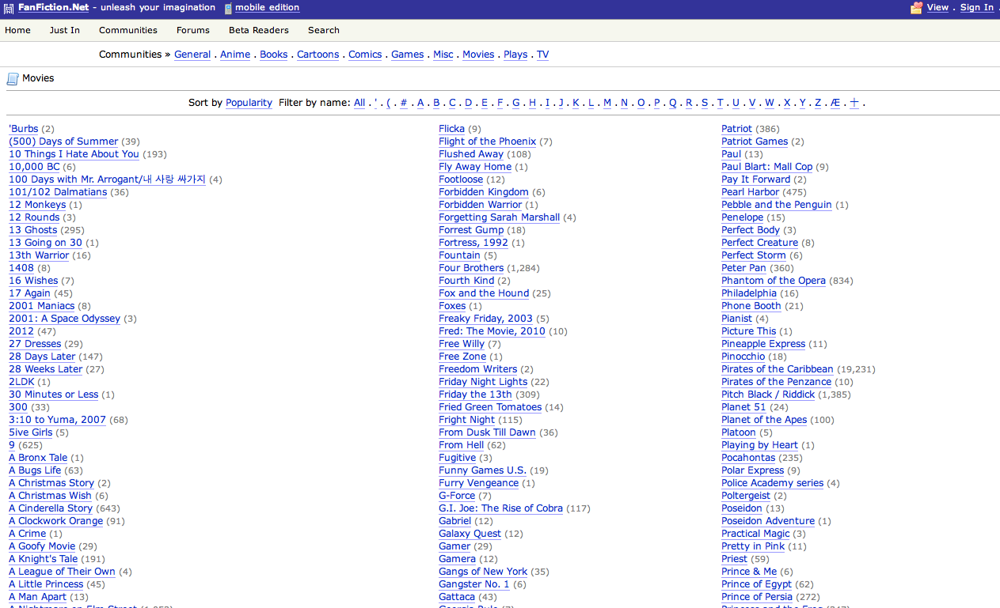 FanFiction.Net - unleash your imagination mobile edition View . Sign In .
Home Just In Communities Forums Beta Readers Search
Communities » General . Anime . Books . Cartoons . Comics . Games . Misc . Movies . Plays . TV
Movies
Sort by Popularity Filter by name: All . ' . ( . # . A . B . C . D . E . F . G . H . I . J . K . L . M . N . O . P . Q . R . S . T . U . V . W . X . Y . Z . Æ . 十 .
'Burbs (2)
(500) Days of Summer (39)
10 Things I Hate About You (193)
10,000 BC (6)
100 Days with Mr. Arrogant/내 사랑 싸가지 (4)
101/102 Dalmatians (36)
12 Monkeys (1)
12 Rounds (3)
13 Ghosts (295)
13 Going on 30 (1)
13th Warrior (16)
1408 (8)
16 Wishes (7)
17 Again (45)
2001 Maniacs (8)
2001: A Space Odyssey (3)
2012 (47)
27 Dresses (29)
28 Days Later (147)
28 Weeks Later (27)
2LDK (1)
30 Minutes or Less (1)
300 (33)
3:10 to Yuma, 2007 (68)
5ive Girls (5)
9 (625)
A Bronx Tale (1)
A Bugs Life (63)
A Christmas Story (2)
A Christmas Wish (6)
A Cinderella Story (643)
A Clockwork Orange (91)
A Crime (1)
A Goofy Movie (29)
A Knight's Tale (191)
A League of Their Own (4)
A Little Princess (45)
A Man Apart (13)
Flicka (9)
Flight of the Phoenix (7)
Flushed Away (108)
Fly Away Home (1)
Footloose (12)
Forbidden Kingdom (6)
Forbidden Warrior (1)
Forgetting Sarah Marshall (4)
Forrest Gump (18)
Fortress, 1992 (1)
Fountain (5)
Four Brothers (1,284)
Fourth Kind (2)
Fox and the Hound (25)
Foxes (1)
Freaky Friday, 2003 (5)
Fred: The Movie, 2010 (10)
Free Willy (7)
Free Zone (1)
Freedom Writers (2)
Friday Night Lights (22)
Friday the 13th (309)
Fried Green Tomatoes (14)
Fright Night (115)
From Dusk Till Dawn (36)
From Hell (62)
Fugitive (3)
Funny Games U.S. (19)
Furry Vengeance (1)
G-Force (7)
G.I. Joe: The Rise of Cobra (117)
Gabriel (12)
Galaxy Quest (12)
Gamer (29)
Gamera (12)
Gangs of New York (35)
Gangster No. 1 (6)
Gattaca (43)
Patriot (386)
Patriot Games (2)
Paul (13)
Paul Blart: Mall Cop (9)
Pay It Forward (2)
Pearl Harbor (475)
Pebble and the Penguin (1)
Penelope (15)
Perfect Body (3)
Perfect Creature (8)
Perfect Storm (6)
Peter Pan (360)
Phantom of the Opera (834)
Philadelphia (16)
Phone Booth (21)
Pianist (4)
Picture This (1)
Pineapple Express (11)
Pinocchio (18)
Pirates of the Caribbean (19,231)
Pirates of the Penzance (10)
Pitch Black / Riddick (1,385)
Planet 51 (24)
Planet of the Apes (100)
Platoon (5)
Playing by Heart (1)
Pocahontas (235)
Polar Express (9)
Police Academy series (4)
Poltergeist (2)
Poseidon (13)
Poseidon Adventure (1)
Practical Magic (3)
Pretty in Pink (11)
Priest (59)
Prince & Me (6)
Prince of Egypt (62)
Prince of Persia (272)